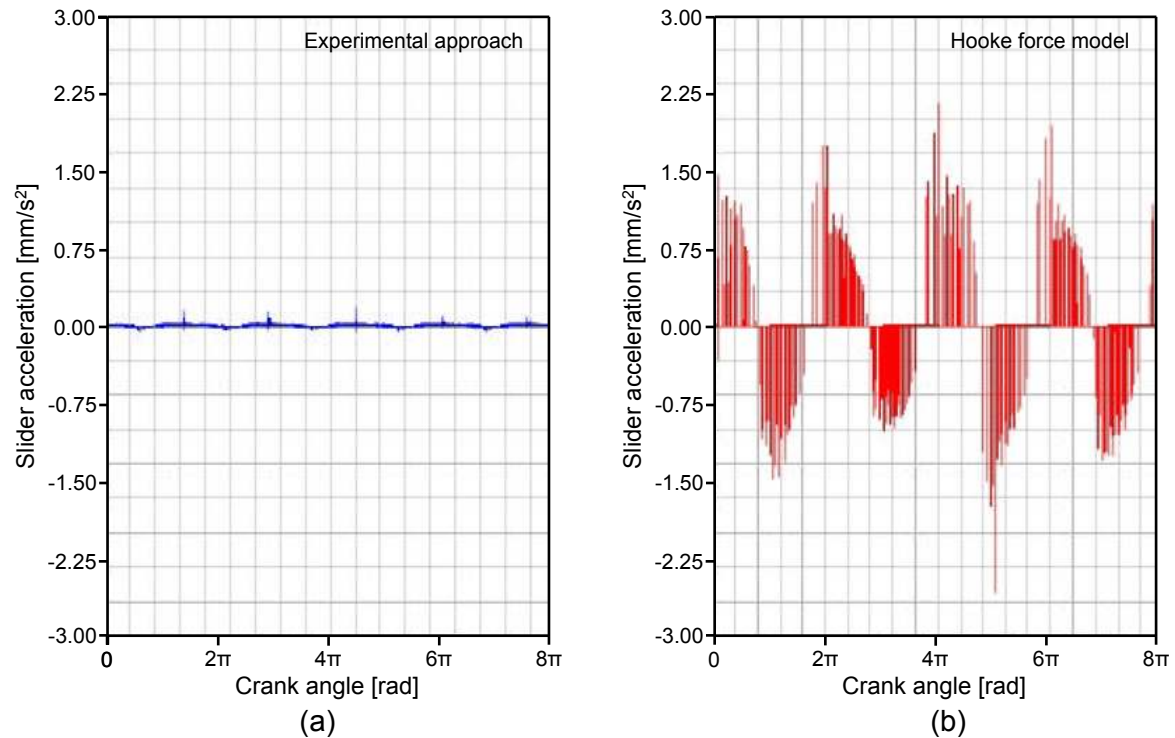 Experimental approach
3.00
2.25
1.50
0.75
0.00
-0.75
-1.50
-2.25
-3.00
Slider acceleration [mm/s²]
0 2π 4π 6π 8π
Crank angle [rad]
(a)
Hooke force model
3.00
2.25
1.50
0.75
0.00
-0.75
-1.50
-2.25
-3.00
Slider acceleration [mm/s²]
0 2π 4π 6π 8π
Crank angle [rad]
(b)